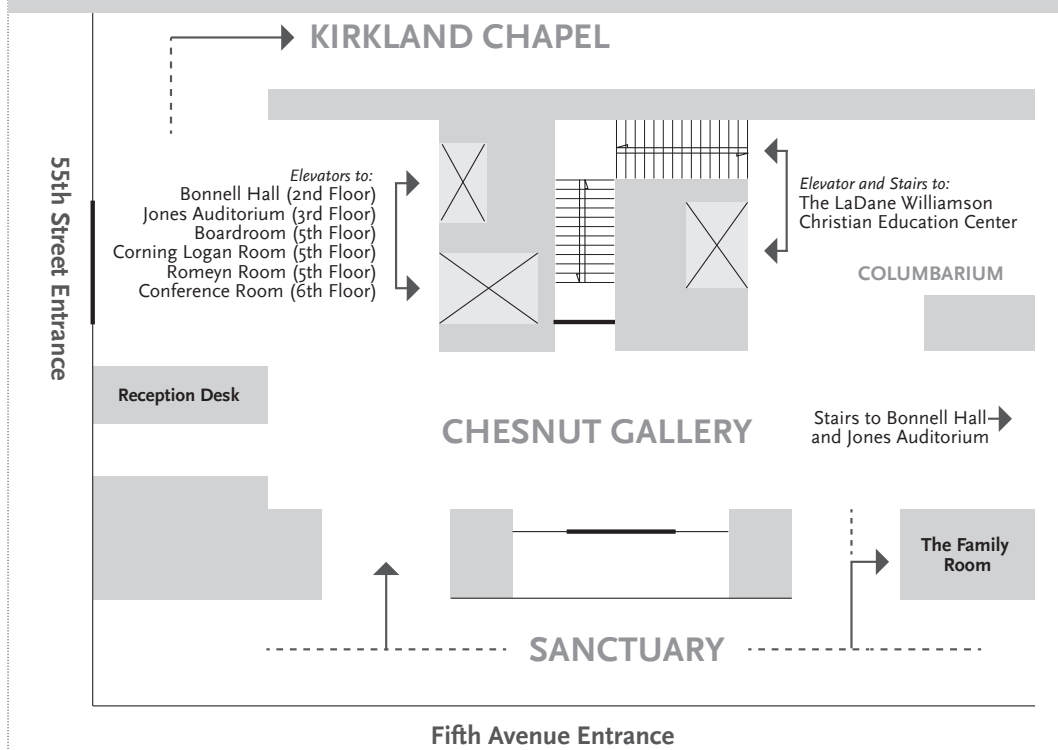 KIRKLAND CHAPEL
55th Street Entrance
Elevators to:
Bonnell Hall (2nd Floor)
Jones Auditorium (3rd Floor)
Boardroom (5th Floor)
Corning Logan Room (5th Floor)
Romeyn Room (5th Floor)
Conference Room (6th Floor)
Elevator and Stairs to:
The LaDane Williamson
Christian Education Center
COLUMBARIUM
Reception Desk
CHESNUT GALLERY
Stairs to Bonnell Hall
and Jones Auditorium
The Family
Room
SANCTUARY
Fifth Avenue Entrance